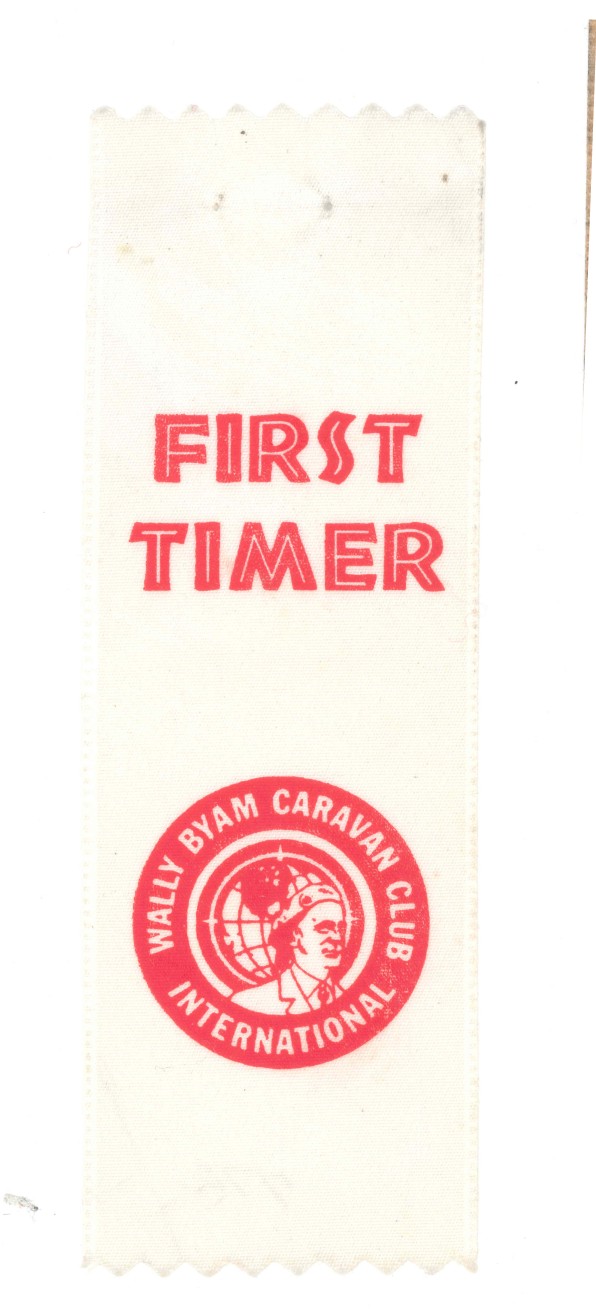 FIRST
TIMER
WALLY BYAM CARAVAN CLUB
INTERNATIONAL